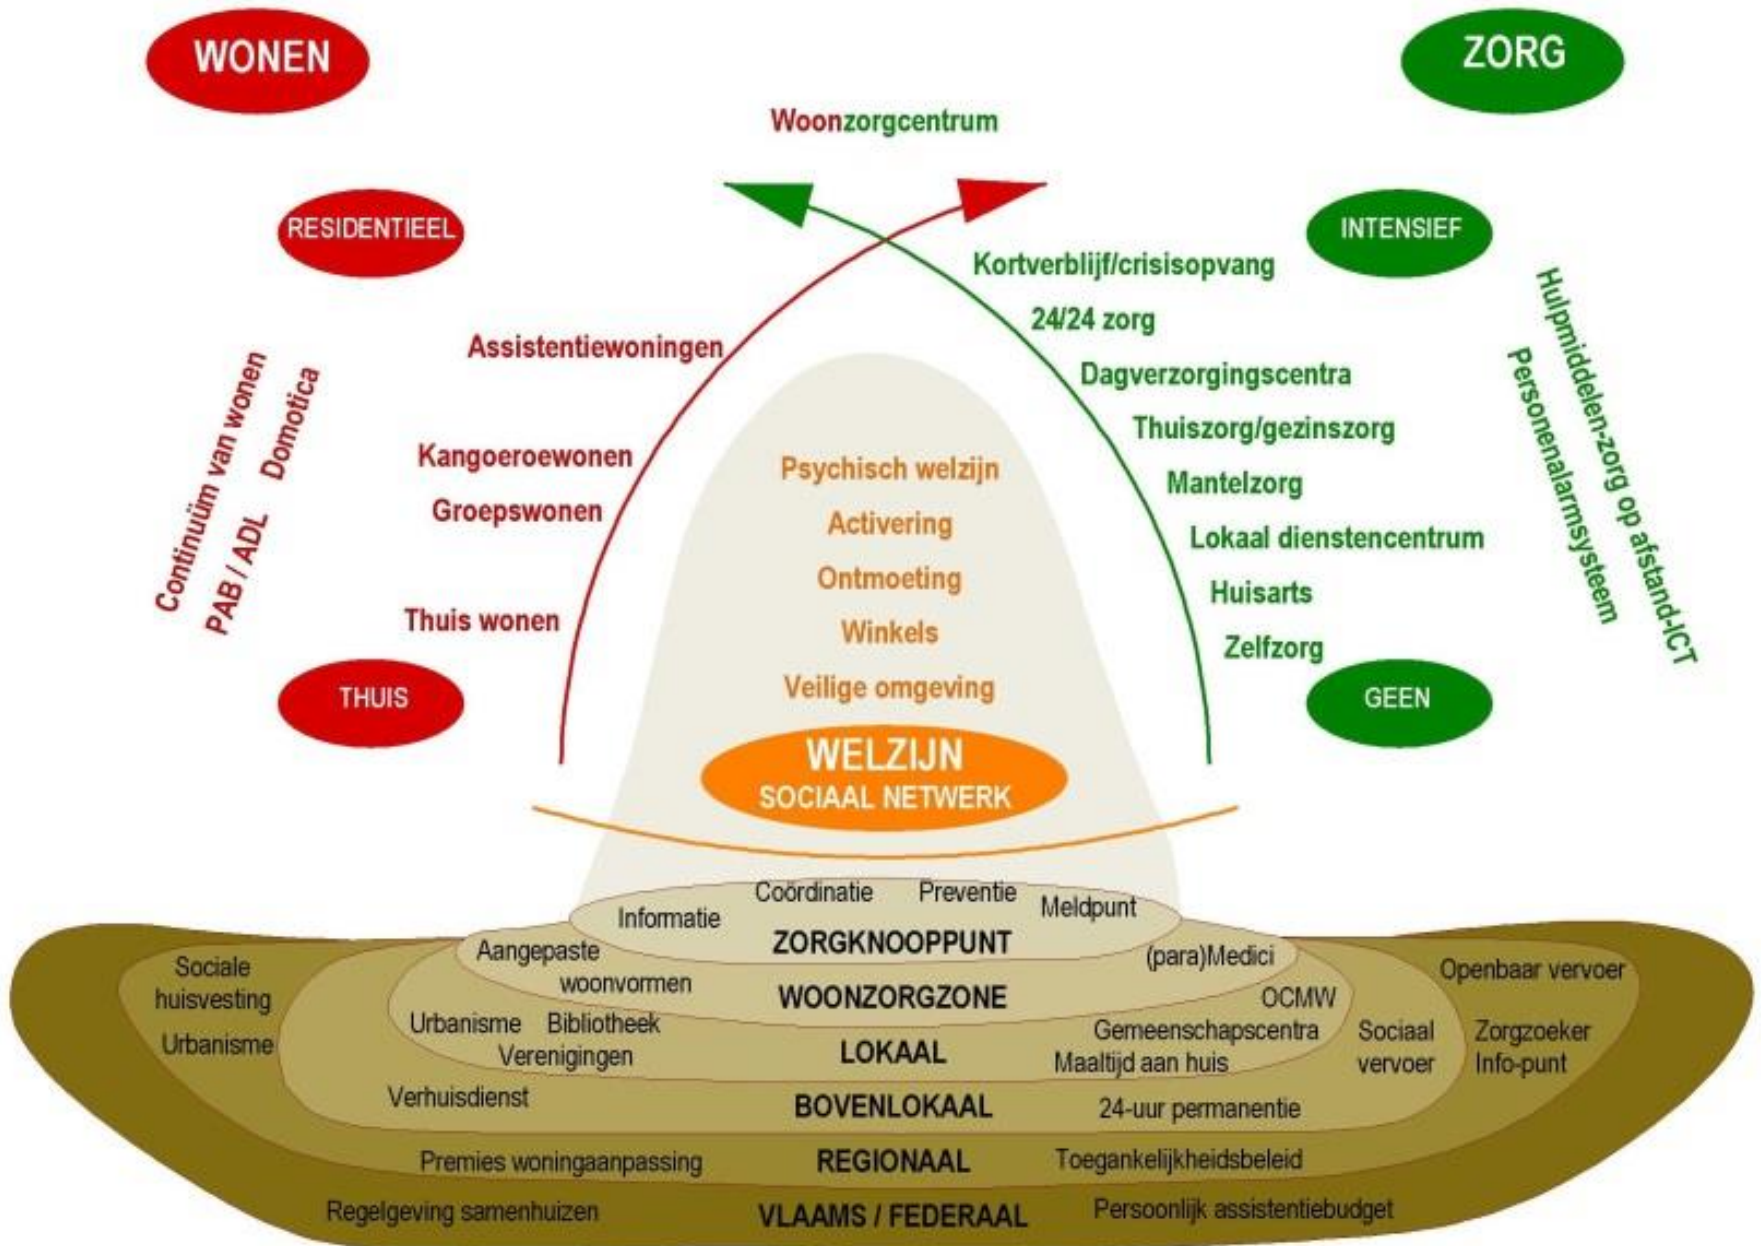 WONEN
ZORG
Woonzorgcentrum
RESIDENTIEEL
INTENSIEF
Kortverblijf/crisisopvang
24/24 zorg
Assistentiewoningen
Dagverzorgingscentra
Thuiszorg/gezinszorg
Kangoeroewonen
Psychisch welzijn
Mantelzorg
Groepswonen
Activering
Lokaal dienstencentrum
Ontmoeting
Huisarts
Thuis wonen
Winkels
Zelfzorg
Veilige omgeving
THUIS
GEEN
Continuüm van wonen
PAB / ADL Domotica
Hulpmiddelen-zorg op afstand-ICT
Personenalarmsysteem
WELZIJN
SOCIAAL NETWERK
Coördinatie Preventie
Informatie Meldpunt
ZORGKNOOPPUNT
Aangepaste
woonvormen
(para)Medici
WOONZORGZONE
OCMW
Urbanisme Bibliotheek
Verenigingen
LOKAAL
Gemeenschapscentra
Maaltijd aan huis
Sociaal
vervoer
Verhuisdienst
BOVENLOKAAL
24-uur permanentie
Sociale
huisvesting
Urbanisme
Openbaar vervoer
Zorgzoeker
Info-punt
Premies woningaanpassing
REGIONAAL
Toegankelijkheidsbeleid
Regelgeving samenhuizen
VLAAMS / FEDERAAL
Persoonlijk assistentiebudget